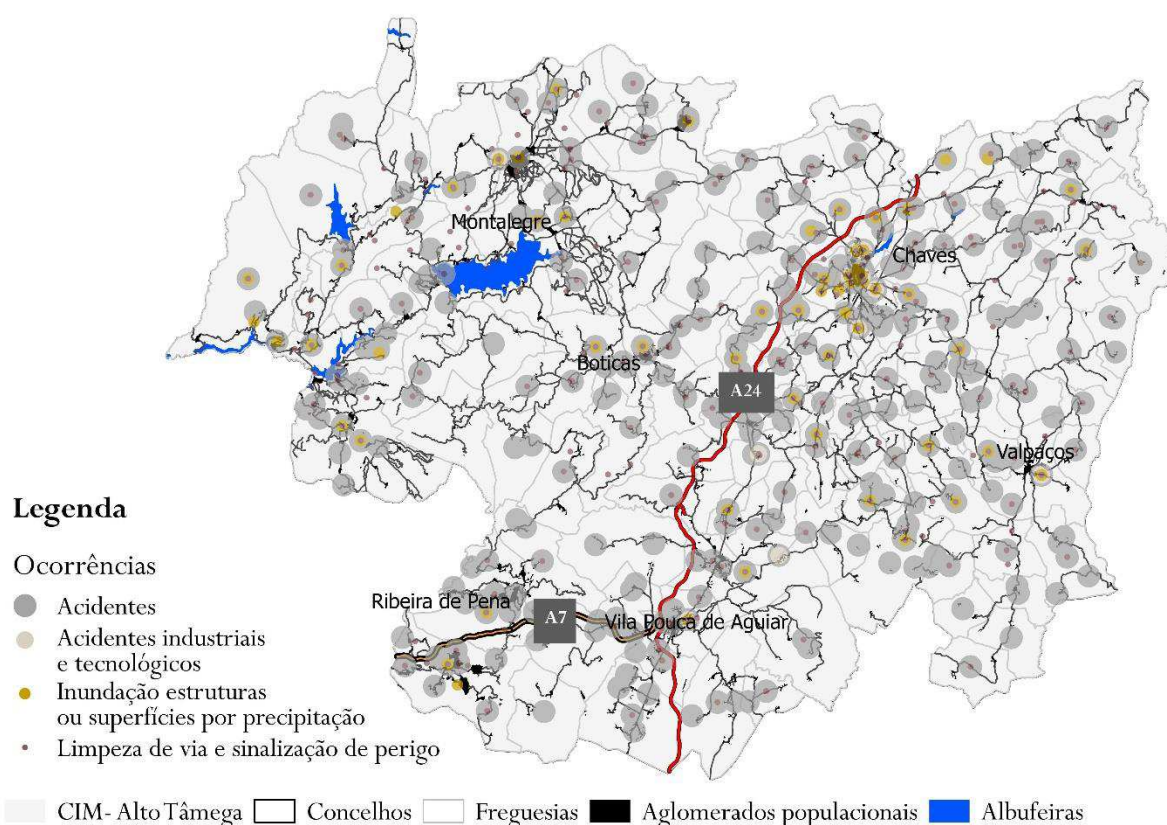 Montalegre
Chaves
Boticas
A24
Valpaços
Ribeira de Pena
A7
Vila Pouca de Aguiar
Legenda
Ocorrências
Acidentes
Acidentes industriais
e tecnológicos
Inundação estruturas
ou superfícies por precipitação
Limpeza de via e sinalização de perigo
CIM- Alto Tâmega Concelhos Freguesias Aglomerados populacionais Albufeiras